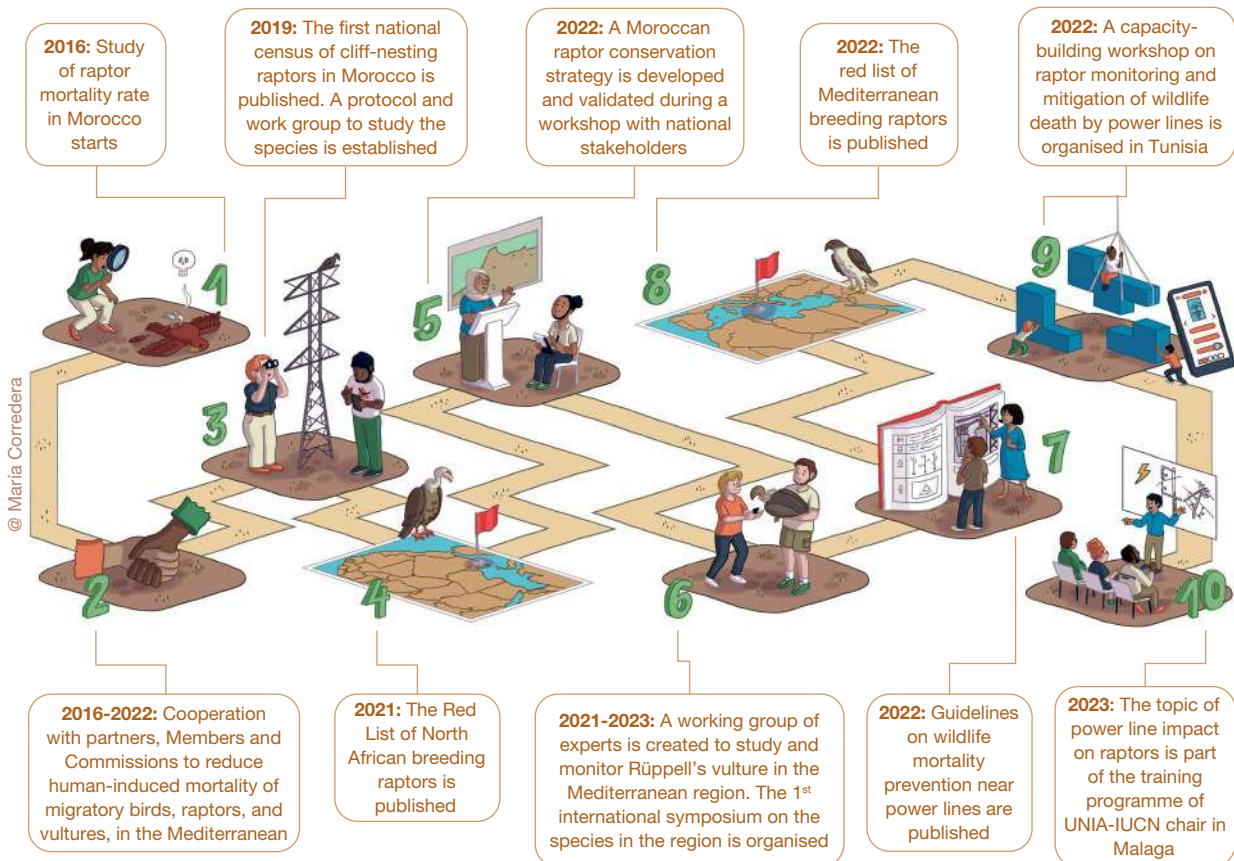 2016: Study
of raptor
mortality rate
in Morocco
starts
2019: The first national
census of cliff-nesting
raptors in Morocco is
published. A protocol and
work group to study the
species is established
2022: A Moroccan
raptor conservation
strategy is developed
and validated during a
workshop with national
stakeholders
2022: The
red list of
Mediterranean
breeding raptors
is published
2022: A capacity-
building workshop on
raptor monitoring and
mitigation of wildlife
death by power lines is
organised in Tunisia
1
5
8
9
3
7
2
4
6
10
@ Maria Corredera
2016-2022: Cooperation
with partners, Members and
Commissions to reduce
human-induced mortality of
migratory birds, raptors, and
vultures, in the Mediterranean
2021: The Red
List of North
African breeding
raptors is
published
2021-2023: A working group of
experts is created to study and
monitor Rüppell’s vulture in the
Mediterranean region. The 1st
international symposium on the
species in the region is organised
2022: Guidelines
on wildlife
mortality
prevention near
power lines are
published
2023: The topic of
power line impact
on raptors is part
of the training
programme of
UNIA-IUCN chair in
Malaga